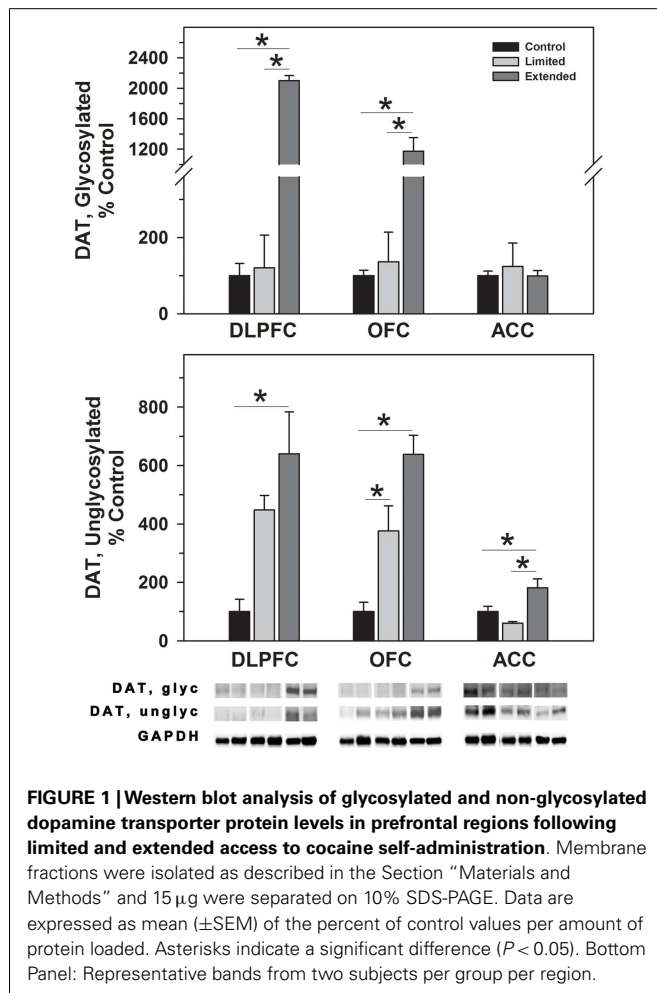 2400
2000
1600
1200
200
0
DAT, Glycosylated
% Control
*
*
*
*
Control
Limited
Extended
DLPFC OFC ACC
800
600
400
200
0
DAT, Unglycosylated
% Control
*
*
*
*
*
DLPFC OFC ACC
DAT, glyc
DAT, unglyc
GAPDH
FIGURE 1 | Western blot analysis of glycosylated and non-glycosylated
dopamine transporter protein levels in prefrontal regions following
limited and extended access to cocaine self-administration. Membrane
fractions were isolated as described in the Section “Materials and
Methods” and 15 μg were separated on 10% SDS-PAGE. Data are
expressed as mean (±SEM) of the percent of control values per amount of
protein loaded. Asterisks indicate a significant difference (P < 0.05). Bottom
Panel: Representative bands from two subjects per group per region.